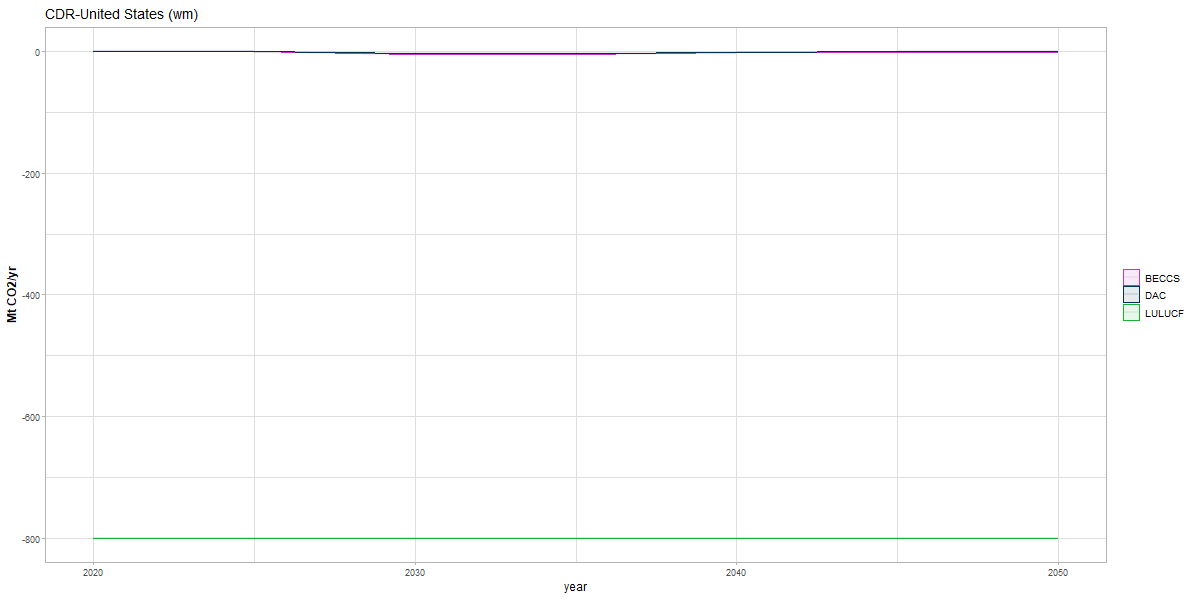 CDR-United States (wm)
Mt CO2/yr
0
-200
-400
-600
-800
2020
2030
2040
2050
year
BECCS
DAC
LULUCF